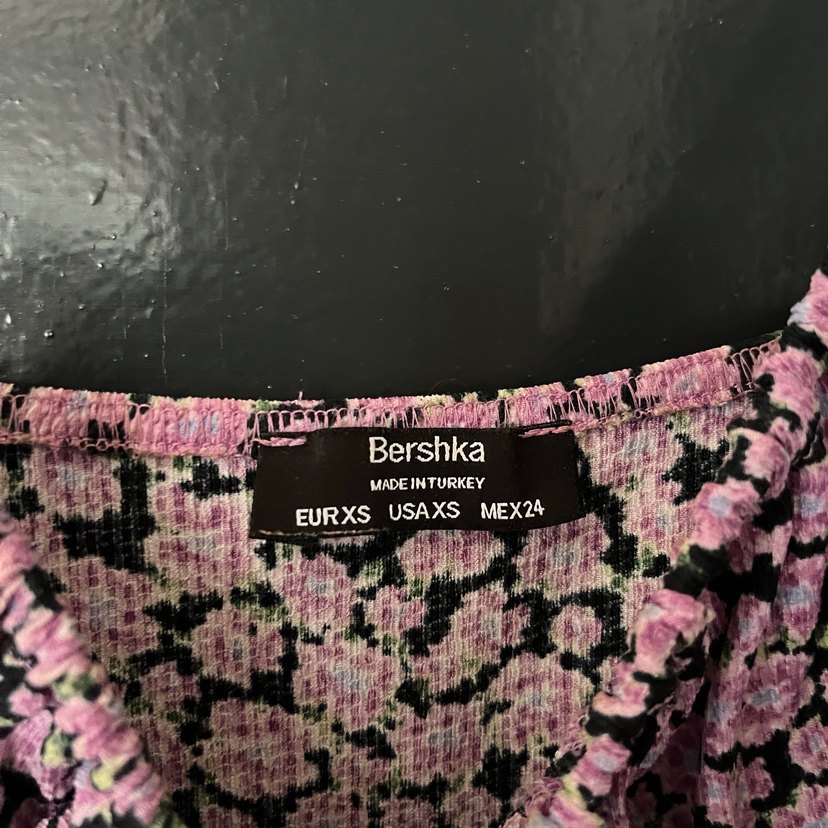 Bershka
MADE IN TURKEY
EUR XS USA XS MEX 24